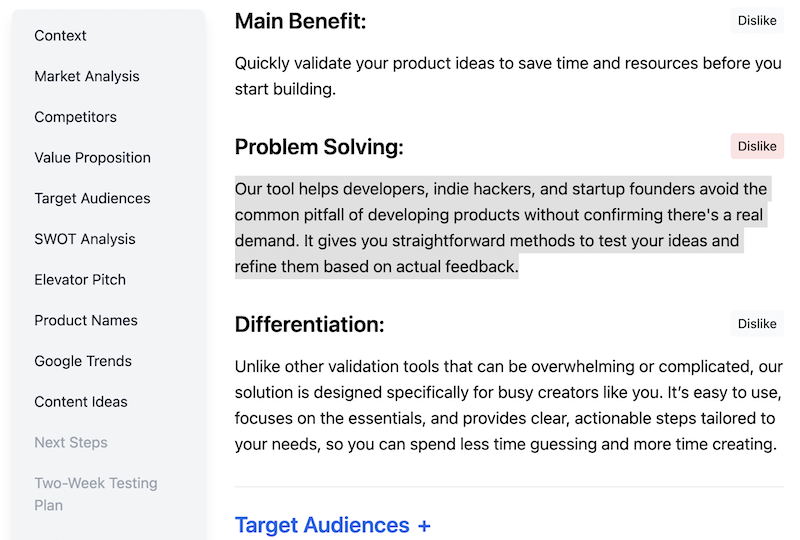 Context
Market Analysis
Competitors
Value Proposition
Target Audiences
SWOT Analysis
Elevator Pitch
Product Names
Google Trends
Content Ideas
Next Steps
Two-Week Testing
Plan
Main Benefit:
Dislike
Quickly validate your product ideas to save time and resources before you
start building.
Problem Solving:
Dislike
Our tool helps developers, indie hackers, and startup founders avoid the
common pitfall of developing products without confirming there's a real
demand. It gives you straightforward methods to test your ideas and
refine them based on actual feedback.
Differentiation:
Dislike
Unlike other validation tools that can be overwhelming or complicated, our
solution is designed specifically for busy creators like you. It’s easy to use,
focuses on the essentials, and provides clear, actionable steps tailored to
your needs, so you can spend less time guessing and more time creating.
Target Audiences +